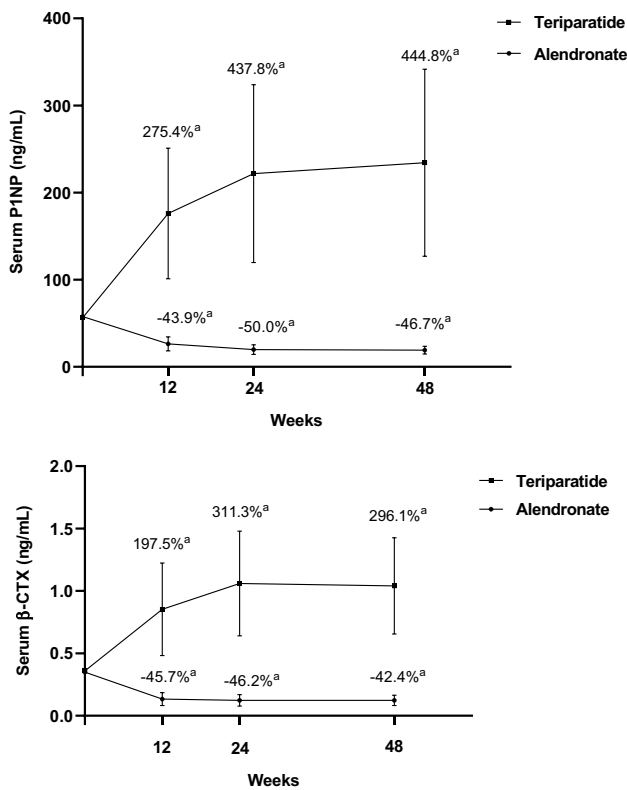 400
300
200
100
0
Serum P1NP (ng/mL)
Teriparatide
Alendronate
275.4%ᵃ
437.8%ᵃ
444.8%ᵃ
-43.9%ᵃ
-50.0%ᵃ
-46.7%ᵃ
12 24 48
Weeks
2.0
1.5
1.0
0.5
0.0
Serum β-CTX (ng/mL)
Teriparatide
Alendronate
197.5%ᵃ
311.3%ᵃ
296.1%ᵃ
-45.7%ᵃ
-46.2%ᵃ
-42.4%ᵃ
12 24 48
Weeks